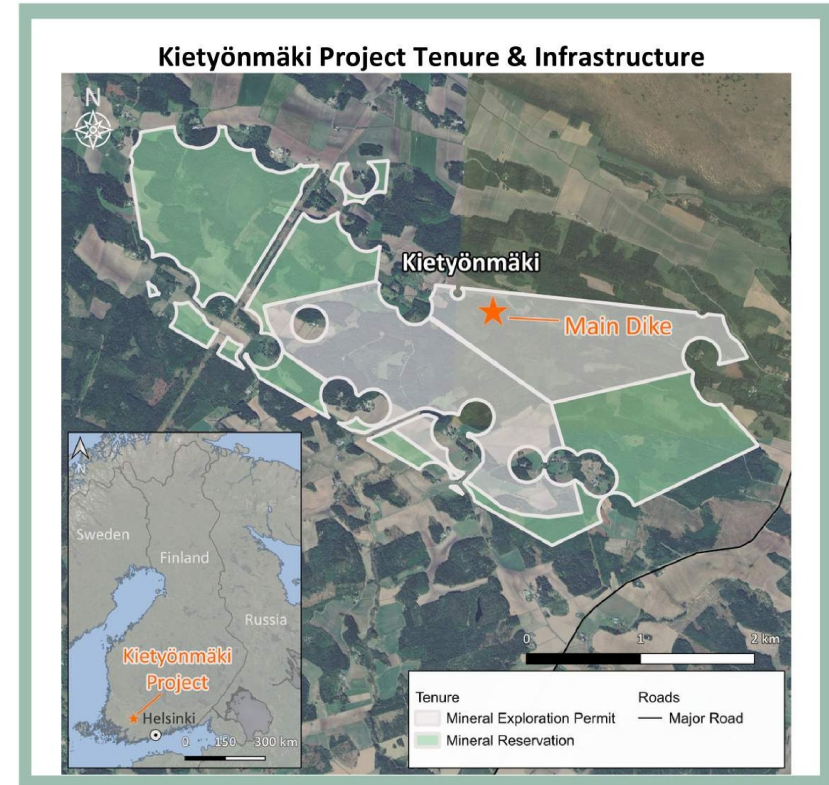 Kietyönmäki Project Tenure & Infrastructure
N
Kietyönmäki
Main Dike
N
Sweden
Finland
Russia
Kietyönmäki
Project
Helsinki
0 150 300 km
0 1 2 km
Tenure
Mineral Exploration Permit
Mineral Reservation
Roads
Major Road